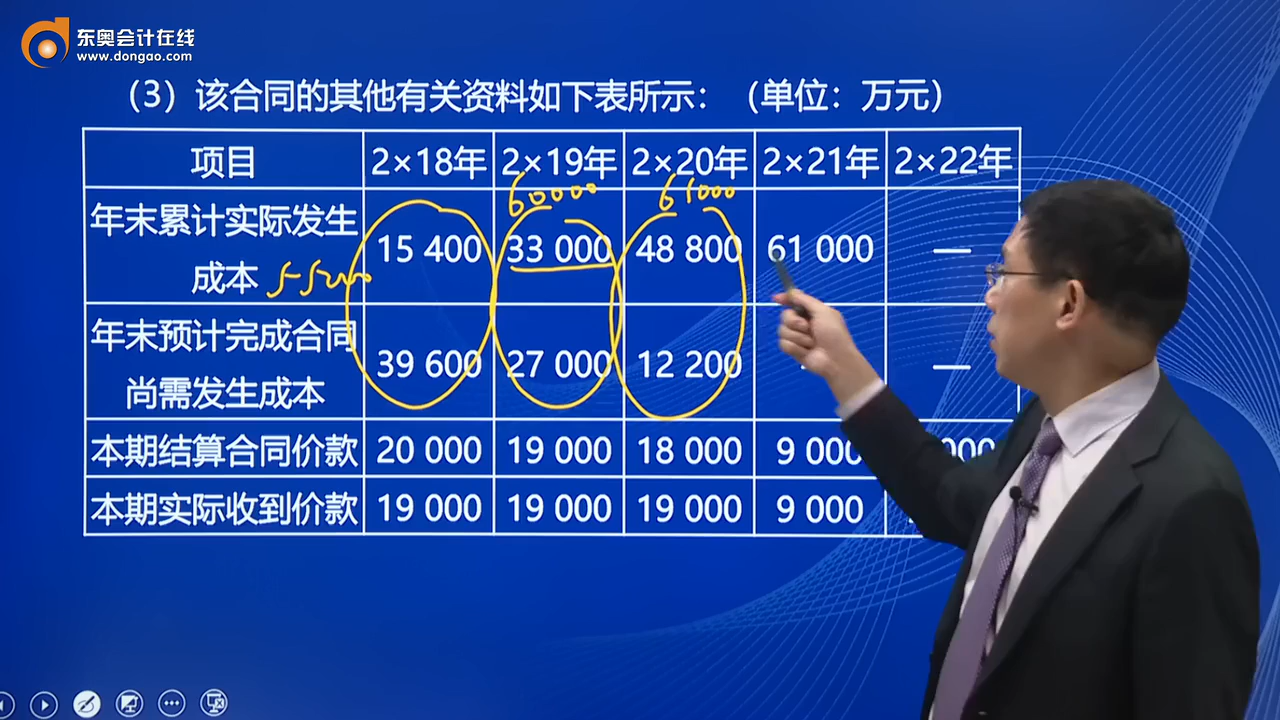 东奥会计在线
www.dongao.com
（3）该合同的其他有关资料如下表所示：（单位：万元）
项目 2×18年 2×19年 2×20年 2×21年 2×22年
60000 61000
年末累计实际发生
成本 55000
15 400 33 000 48 800 61 000 —
年末预计完成合同
尚需发生成本
39 600 27 000 12 200 —
本期结算合同价款 20 000 19 000 18 000 9 000
本期实际收到价款 19 000 19 000 19 000 9 000